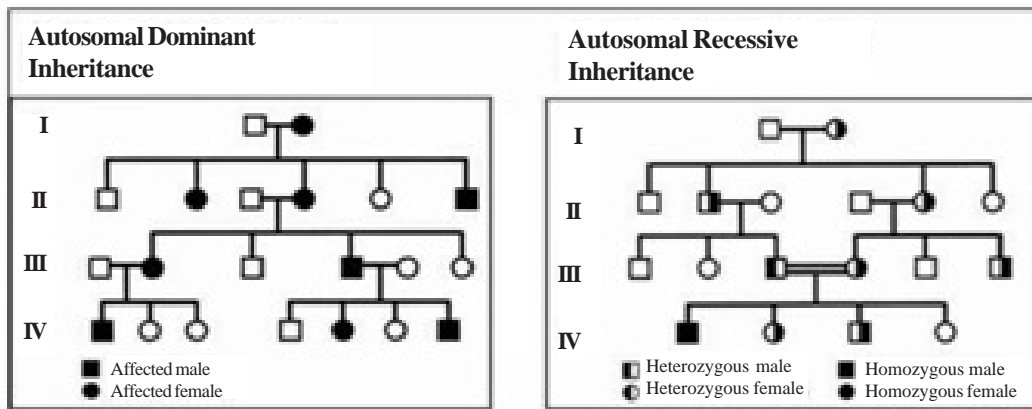 Autosomal Dominant
Inheritance
I
II
III
IV
Affected male
Affected female
Autosomal Recessive
Inheritance
I
II
III
IV
Heterozygous male
Heterozygous female
Homozygous male
Homozygous female